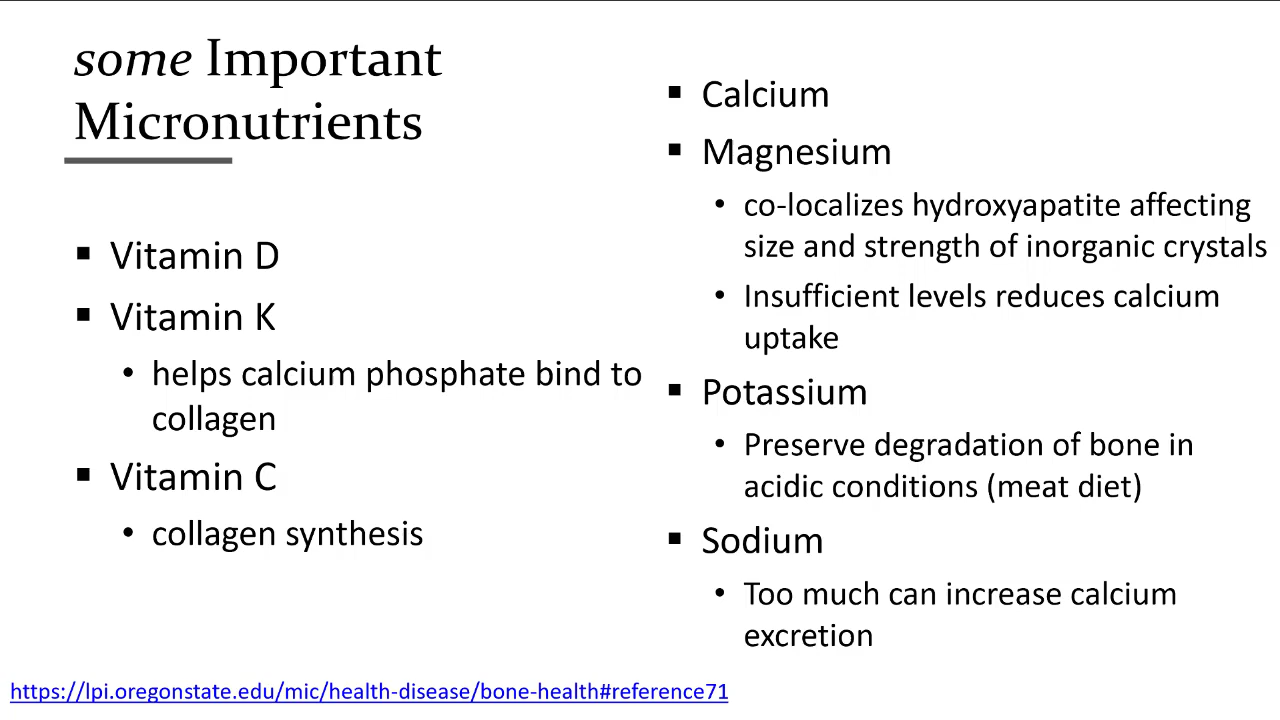 some Important
Micronutrients
▪ Vitamin D
▪ Vitamin K
• helps calcium phosphate bind to
collagen
▪ Vitamin C
• collagen synthesis
▪ Calcium
▪ Magnesium
• co-localizes hydroxyapatite affecting
size and strength of inorganic crystals
• Insufficient levels reduces calcium
uptake
▪ Potassium
• Preserve degradation of bone in
acidic conditions (meat diet)
▪ Sodium
• Too much can increase calcium
excretion
https://lpi.oregonstate.edu/mic/health-disease/bone-health#reference71